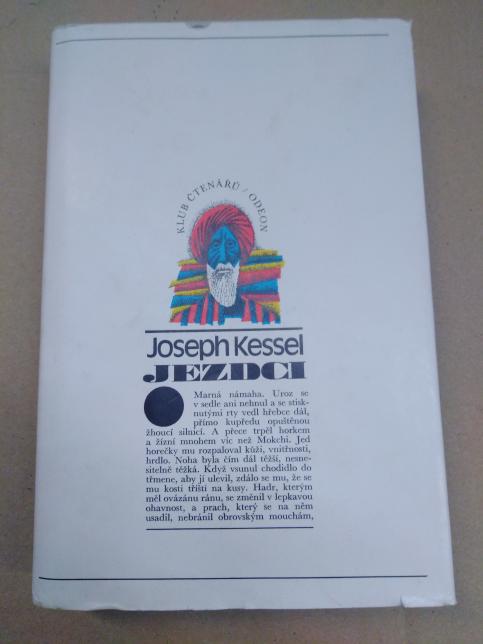 KLUB ČTENÁŘŮ / ODEON
Joseph Kessel
JEZDCI
Marná námaha. Uroz se
v sedle ani nehnul a se stisk-
nutými rty vedl hřebce dál,
přímo kupředu opuštěnou
žhoucí silnicí. A přece trpěl horkem
a žízní mnohem víc než Mokchi. Jed
horečky mu rozpaloval kůži, vnitřnosti,
hrdlo. Noha byla čím dál těžší, nesne-
sitelně těžká. Když vsunul chodidlo do
třmene, aby jí ulevil, zdálo se mu, že se
mu kosti tříští na kusy. Hadr, kterým
měl ovázánu ránu, se změnil v lepkavou
ohavnost, a prach, který se na něm
usadil, nebránil obrovským mouchám,